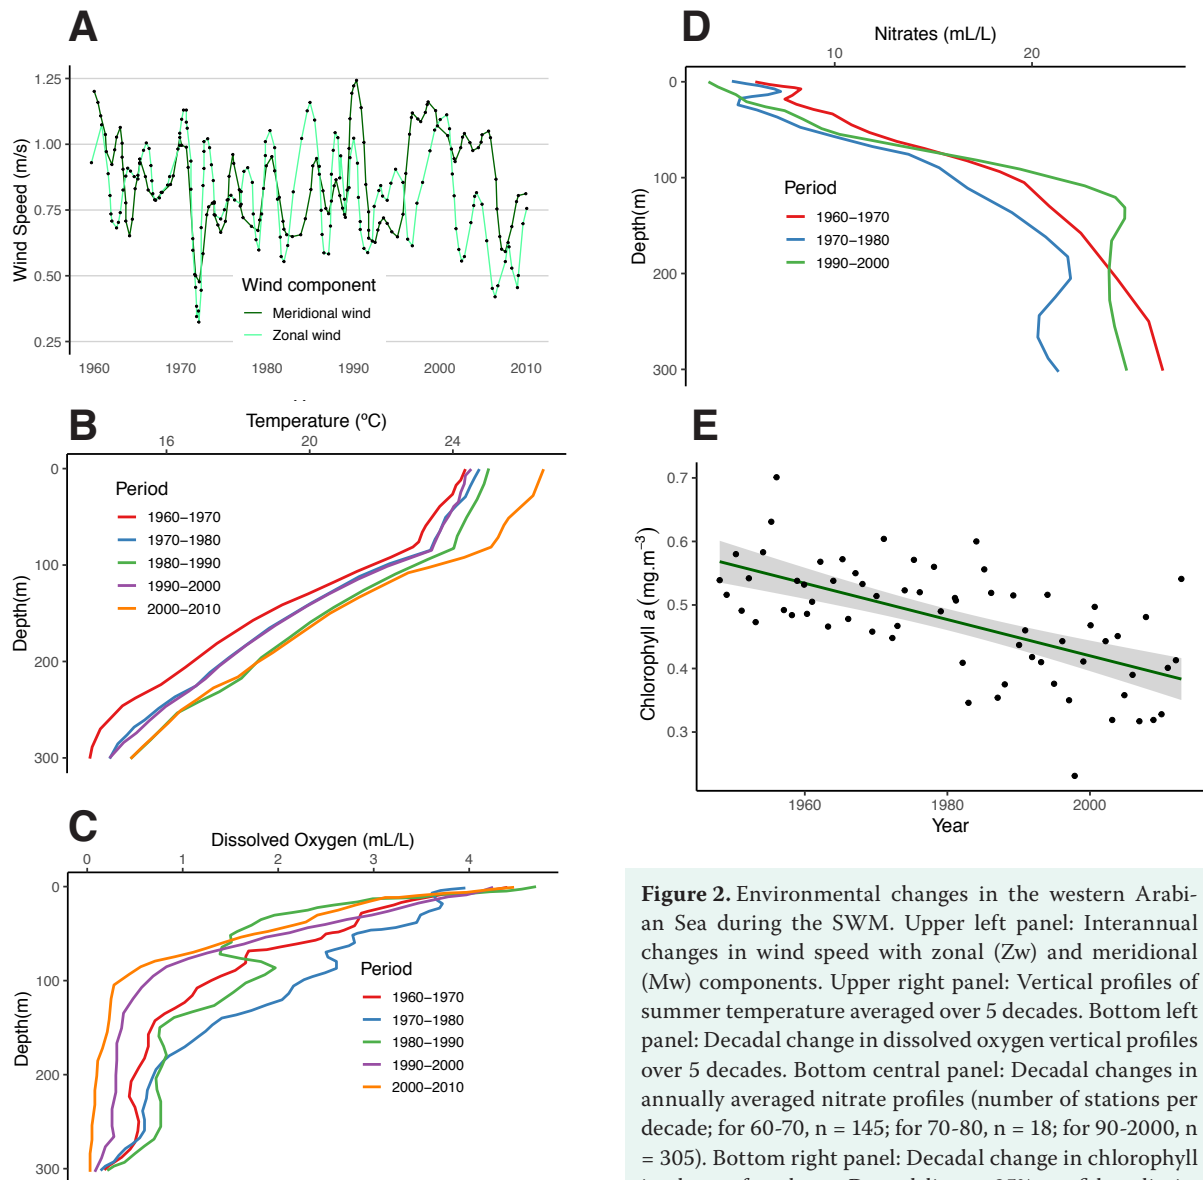 A
Wind Speed (m/s)
1.25
1.00
0.75
0.50
0.25
Wind component
Meridional wind
Zonal wind
1960 1970 1980 1990 2000 2010
B
Temperature (ºC)
16 20 24
Depth(m)
0
100
200
300
Period
1960–1970
1970–1980
1980–1990
1990–2000
2000–2010
C
Dissolved Oxygen (mL/L)
0 1 2 3 4
Depth(m)
0
100
200
300
Period
1960–1970
1970–1980
1980–1990
1990–2000
2000–2010
D
Nitrates (mL/L)
10 20
Depth(m)
0
100
200
300
Period
1960–1970
1970–1980
1990–2000
E
Chlorophyll a (mg.m−3)
0.7
0.6
0.5
0.4
0.3
1960 1980 2000
Year
Figure 2. Environmental changes in the western Arabi-
an Sea during the SWM. Upper left panel: Interannual
changes in wind speed with zonal (Zw) and meridional
(Mw) components. Upper right panel: Vertical profiles of
summer temperature averaged over 5 decades. Bottom left
panel: Decadal change in dissolved oxygen vertical profiles
over 5 decades. Bottom central panel: Decadal changes in
annually averaged nitrate profiles (number of stations per
decade; for 60-70, n = 145; for 70-80, n = 18; for 90-2000, n
= 305). Bottom right panel: Decadal change in chlorophyll